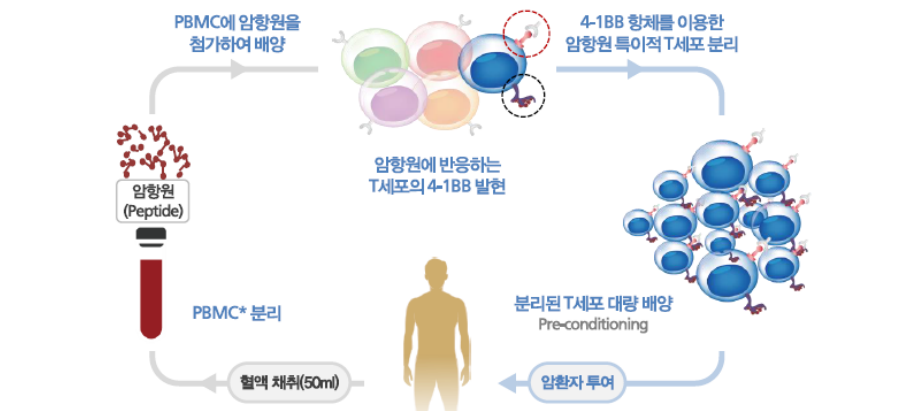 PBMC에 암항원을
첨가하여 배양
4-1BB 항체를 이용한
암항원 특이적 T세포 분리
암항원에 반응하는
T세포의 4-1BB 발현
암항원
(Peptide)
PBMC* 분리
분리된 T세포 대량 배양
Pre-conditioning
혈액 채취(50ml)
암환자 투여